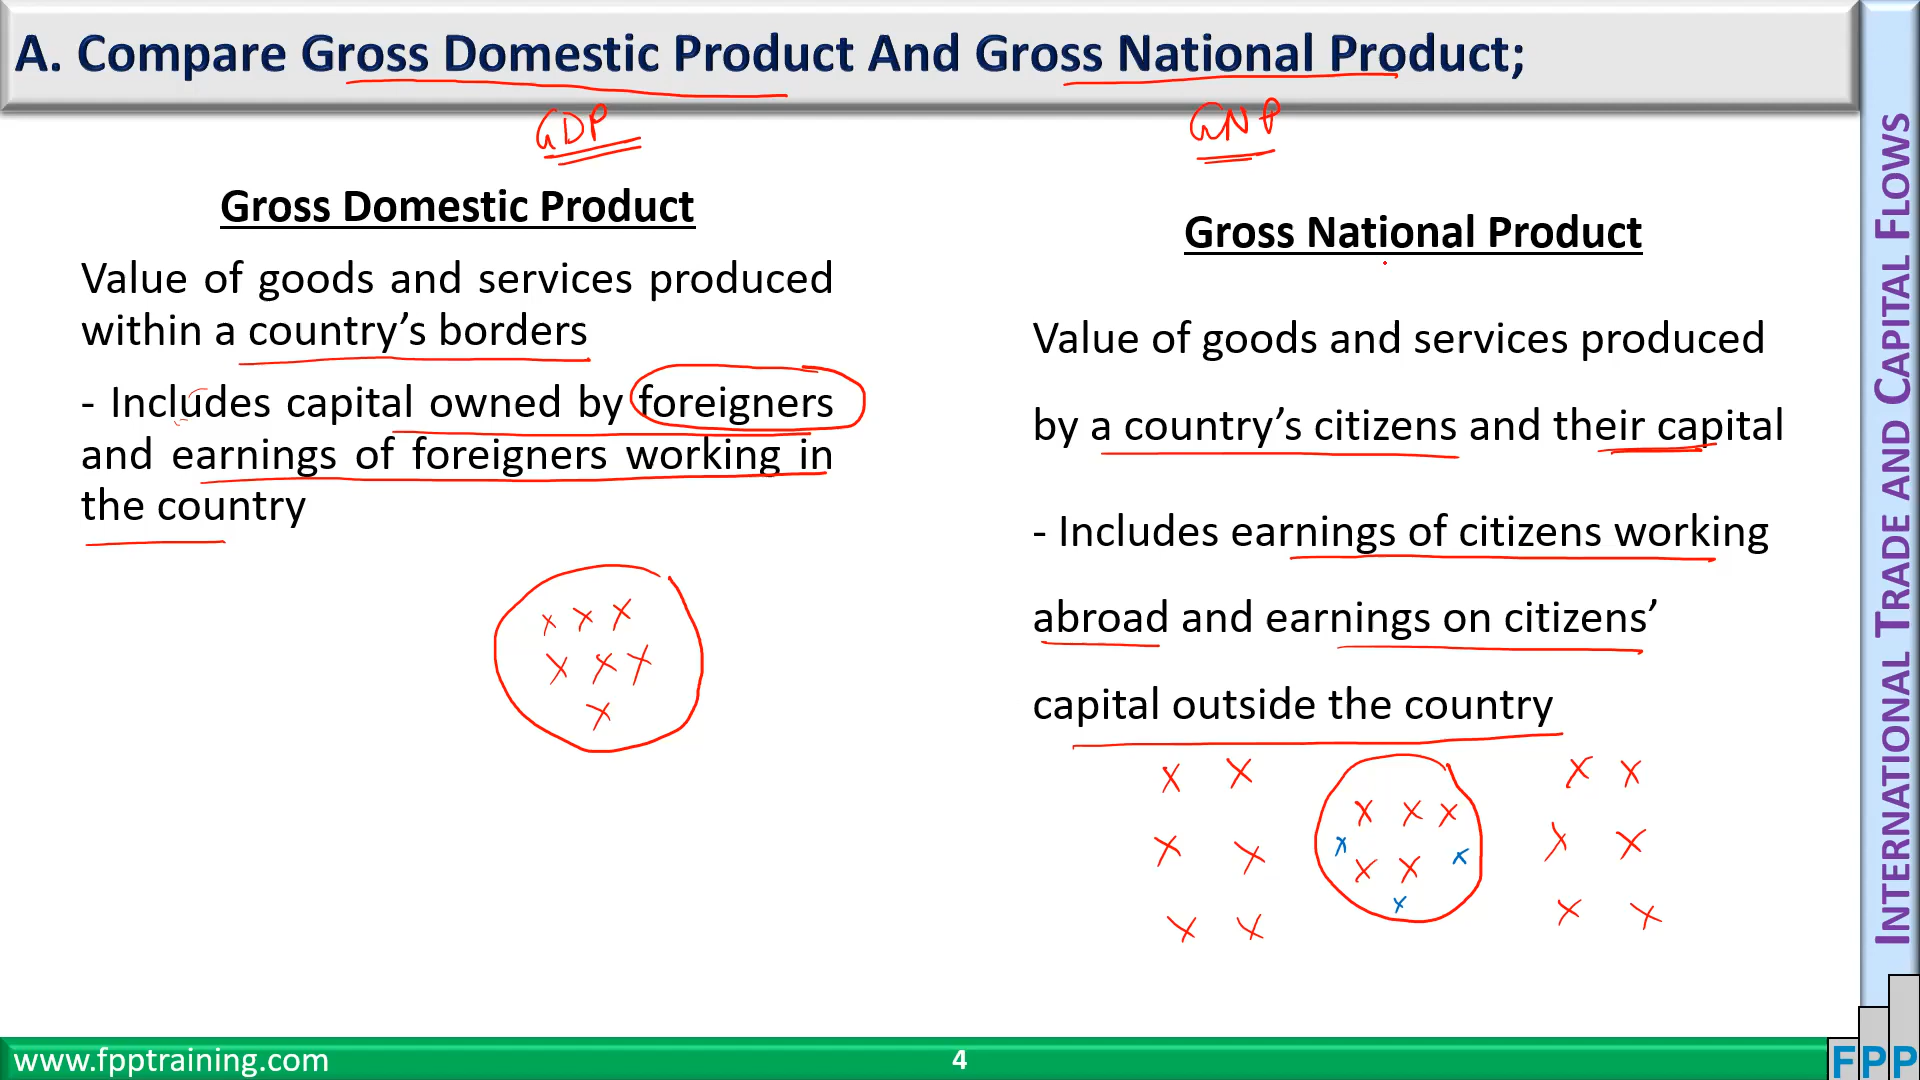 A. Compare Gross Domestic Product And Gross National Product;
GDP
GNP
Gross Domestic Product
Value of goods and services produced
within a country’s borders
- Includes capital owned by foreigners
and earnings of foreigners working in
the country
x x x
x x x
x
Gross National Product
Value of goods and services produced
by a country’s citizens and their capital
- Includes earnings of citizens working
abroad and earnings on citizens’
capital outside the country
x x x x
x x x x x x x
x x x x
x x x x x
INTERNATIONAL TRADE AND CAPITAL FLOWS
www.fpptraining.com
4
FPP